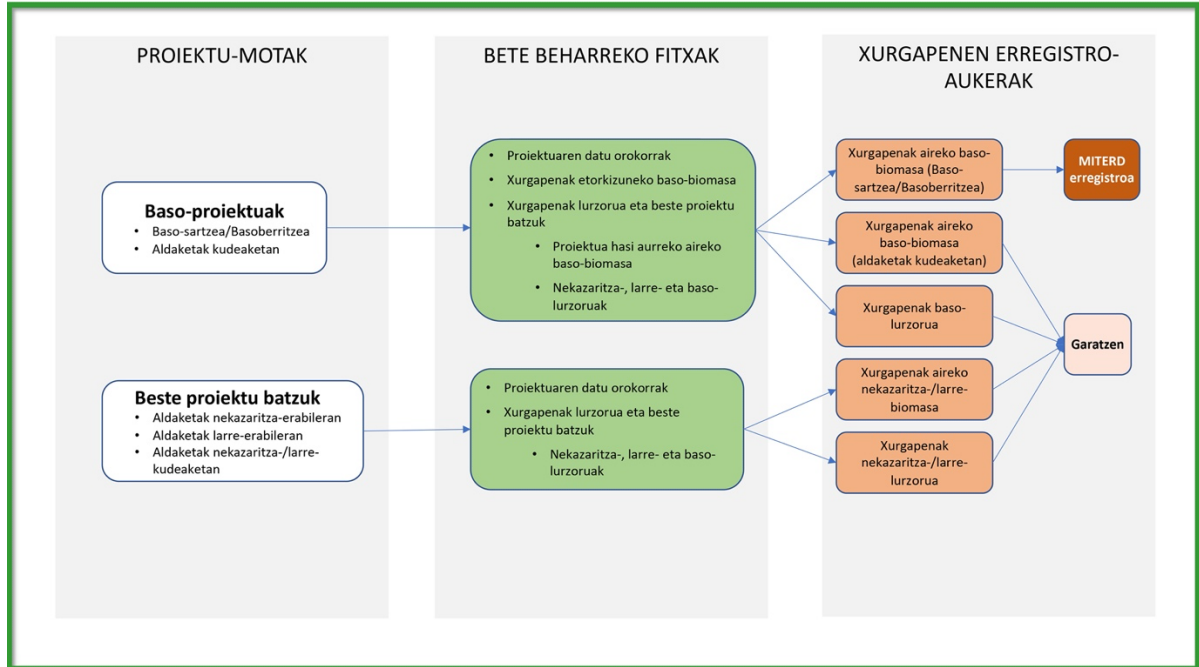 PROIEKTU-MOTAK
Baso-proiektuak
• Baso-sartzea/Basoberritzea
• Aldaketak kudeaketan
Beste proiektu batzuk
• Aldaketak nekazaritza-erabileran
• Aldaketak larre-erabileran
• Aldaketak nekazaritza-/larre-
kudeaketan
BETE BEHARREKO FITXAK
• Proiektuaren datu orokorrak
• Xurgapenak etorkizuneko baso-biomasa
• Xurgapenak lurzorua eta beste proiektu
batzuk
• Proiektua hasi aurreko aireko
baso-biomasa
• Nekazaritza-, larre- eta baso-
lurzoruak
• Proiektuaren datu orokorrak
• Xurgapenak lurzorua eta beste
proiektu batzuk
• Nekazaritza-, larre- eta baso-
lurzoruak
XURGAPENEN ERREGISTRO-
AUKERAK
Xurgapenak aireko baso-
biomasa (Baso-
sartzea/Basoberritzea)
Xurgapenak aireko
baso-biomasa
(aldaketak kudeaketan)
Xurgapenak baso-
lurzorua
Xurgapenak aireko
nekazaritza-/larre-
biomasa
Xurgapenak
nekazaritza-/larre-
lurzorua
MITERD
erregistroa
Garatzen